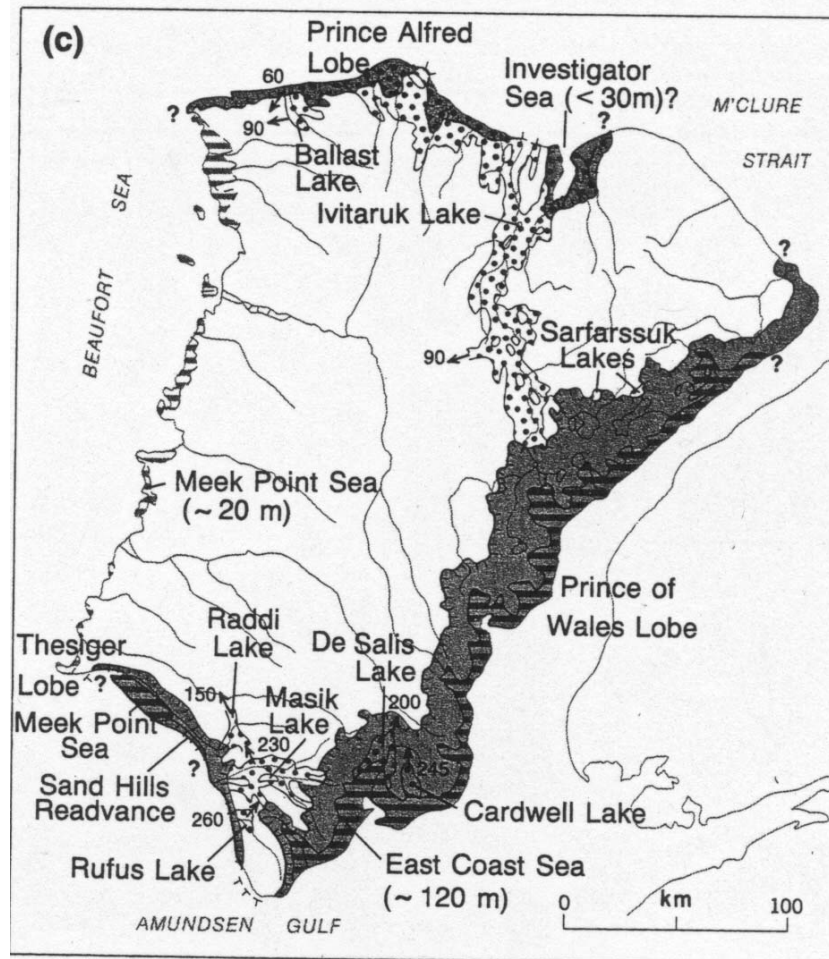 (c)
Prince Alfred
Lobe
Investigator
Sea (< 30m)?
M'CLURE
STRAIT
60
?
90
?
Ballast
Lake
Ivitaruk Lake
BEAUFORT SEA
?
Sarfarssuk
Lakes
90
?
Meek Point Sea
(~ 20 m)
Prince of
Wales Lobe
Raddi
Lake
De Salis
Lake
Thesiger
Lobe
?
150
Masik
Lake
200
Meek Point
Sea
230
245
?
Sand Hills
Readvance
Cardwell Lake
260
Rufus Lake
East Coast Sea
(~ 120 m)
0 km 100
AMUNDSEN GULF